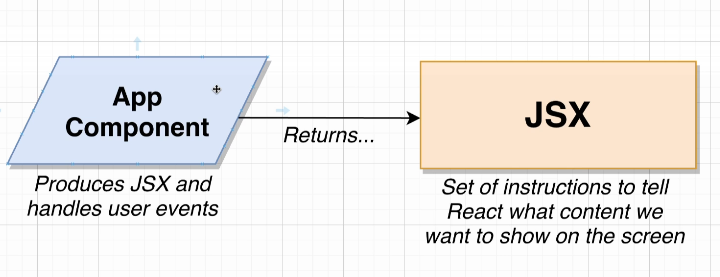 App
Component
Returns...
JSX
Produces JSX and
handles user events
Set of instructions to tell
React what content we
want to show on the screen